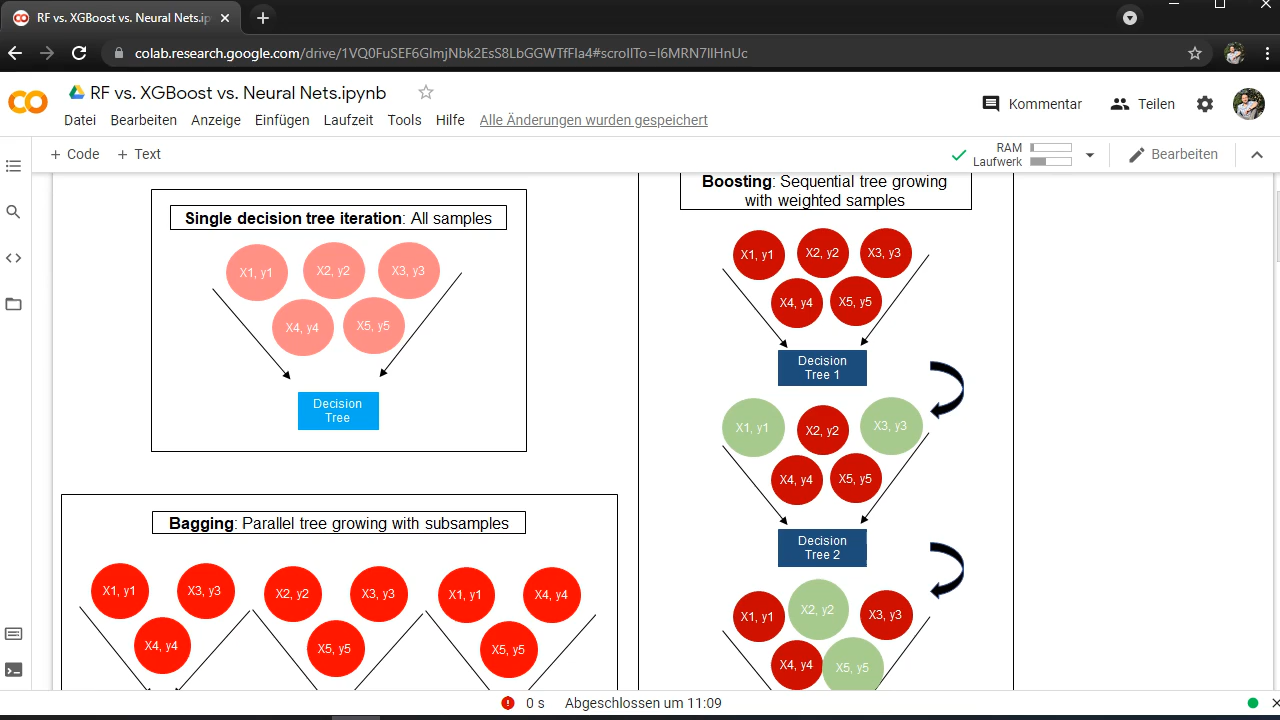 RF vs. XGBoost vs. Neural Nets.ip
colab.research.google.com/drive/1VQ0FuSEF6GlmjNbk2EsS8LbGGWTfFla4#scrollTo=I6MRN7IIHnUc
RF vs. XGBoost vs. Neural Nets.ipynb
Kommentar
Teilen
Datei Bearbeiten Anzeige Einfügen Laufzeit Tools Hilfe Alle Änderungen wurden gespeichert
+ Code + Text
RAM
Laufwerk
Bearbeiten
Single decision tree iteration: All samples
X1, y1
X2, y2
X3, y3
X4, y4
X5, y5
Decision
Tree
Bagging: Parallel tree growing with subsamples
X1, y1
X3, y3
X4, y4
X2, y2
X3, y3
X5, y5
X1, y1
X4, y4
X5, y5
Boosting: Sequential tree growing
with weighted samples
X1, y1
X2, y2
X3, y3
X4, y4
X5, y5
Decision
Tree 1
X1, y1
X2, y2
X3, y3
X4, y4
X5, y5
Decision
Tree 2
X1, y1
X2, y2
X3, y3
X4, y4
X5, y5
0 s Abgeschlossen um 11:09